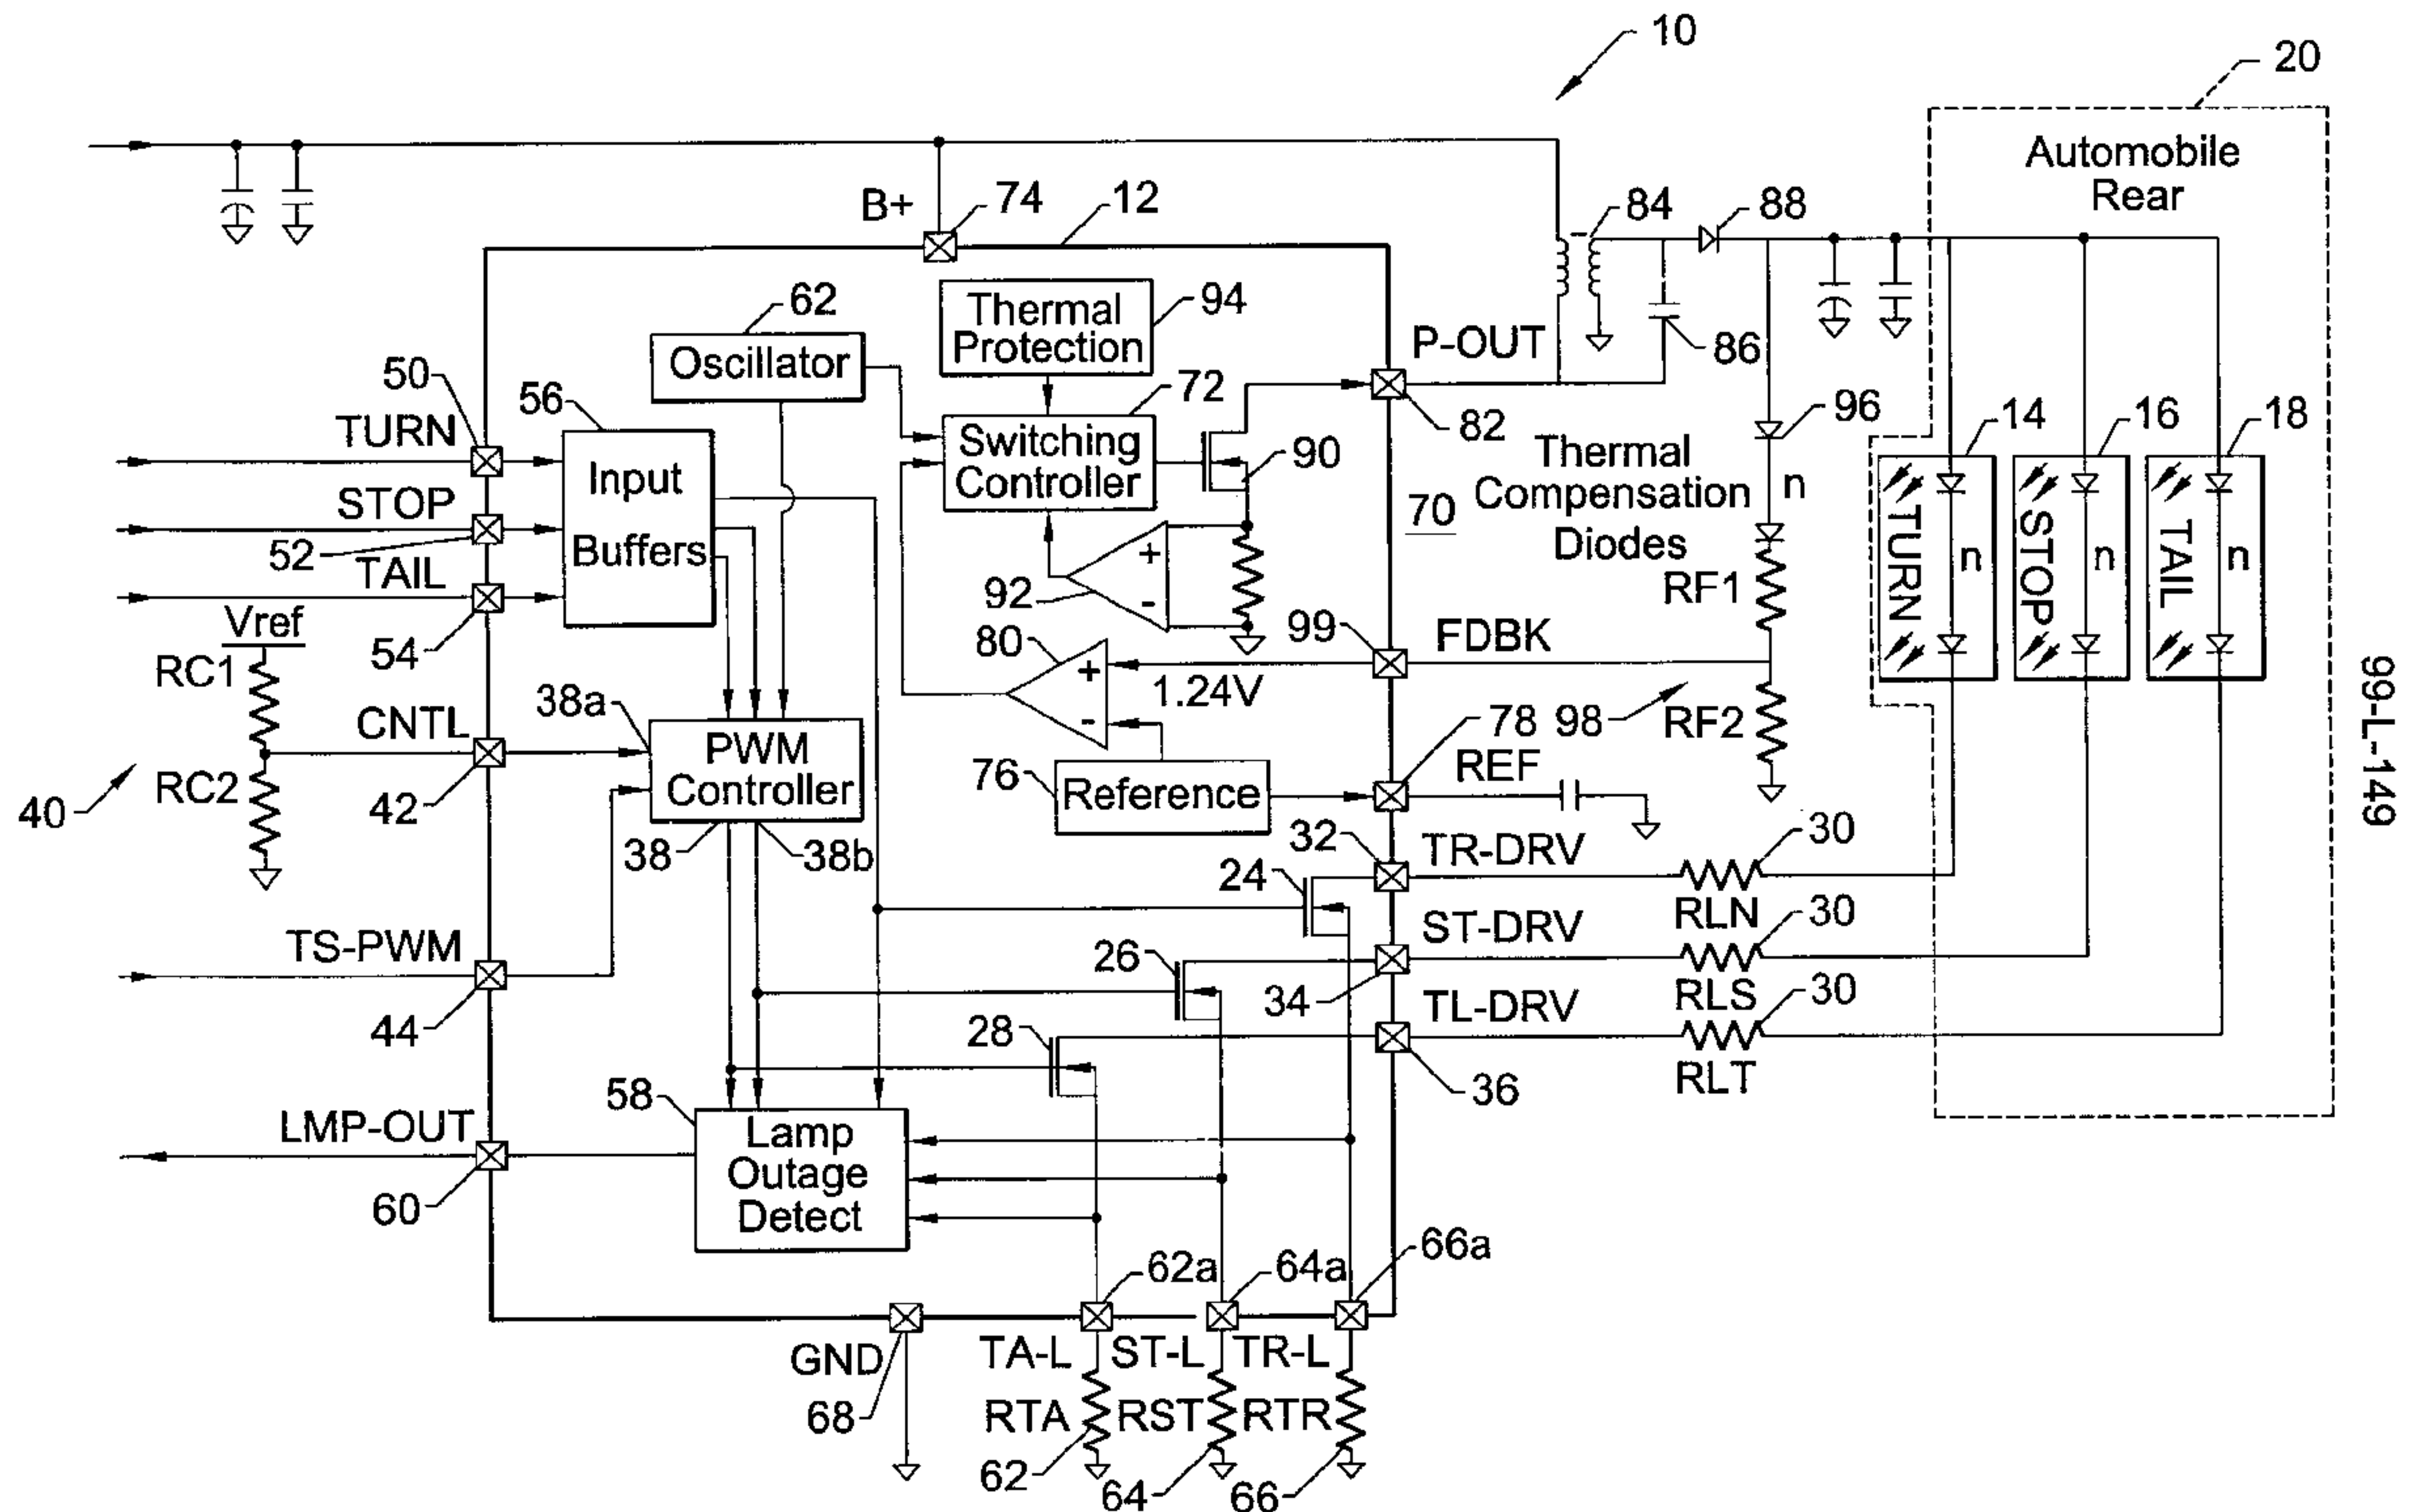 10
20
Automobile
Rear
B+
74
12
84
88
62
Oscillator
Thermal
Protection
94
P-OUT
86
50
TURN
56
72
82
96
14
16
18
STOP
52
TAIL
54
Input
Buffers
Switching
Controller
90
70
Thermal
Compensation
Diodes
n
TURN
n
STOP
n
TAIL
n
+
-
92
RF1
99
FDBK
80
+
-
1.24V
Vref
RC1
RC2
40
CNTL
42
38a
PWM
Controller
38
38b
76
Reference
78
REF
98
RF2
99-L-149
32
TR-DRV
30
24
RLN
TS-PWM
44
26
ST-DRV
30
34
RLS
28
TL-DRV
30
36
RLT
58
LMP-OUT
60
Lamp
Outage
Detect
62a
64a
66a
GND
68
TA-L
ST-L
TR-L
RTA
RST
RTR
62
64
66